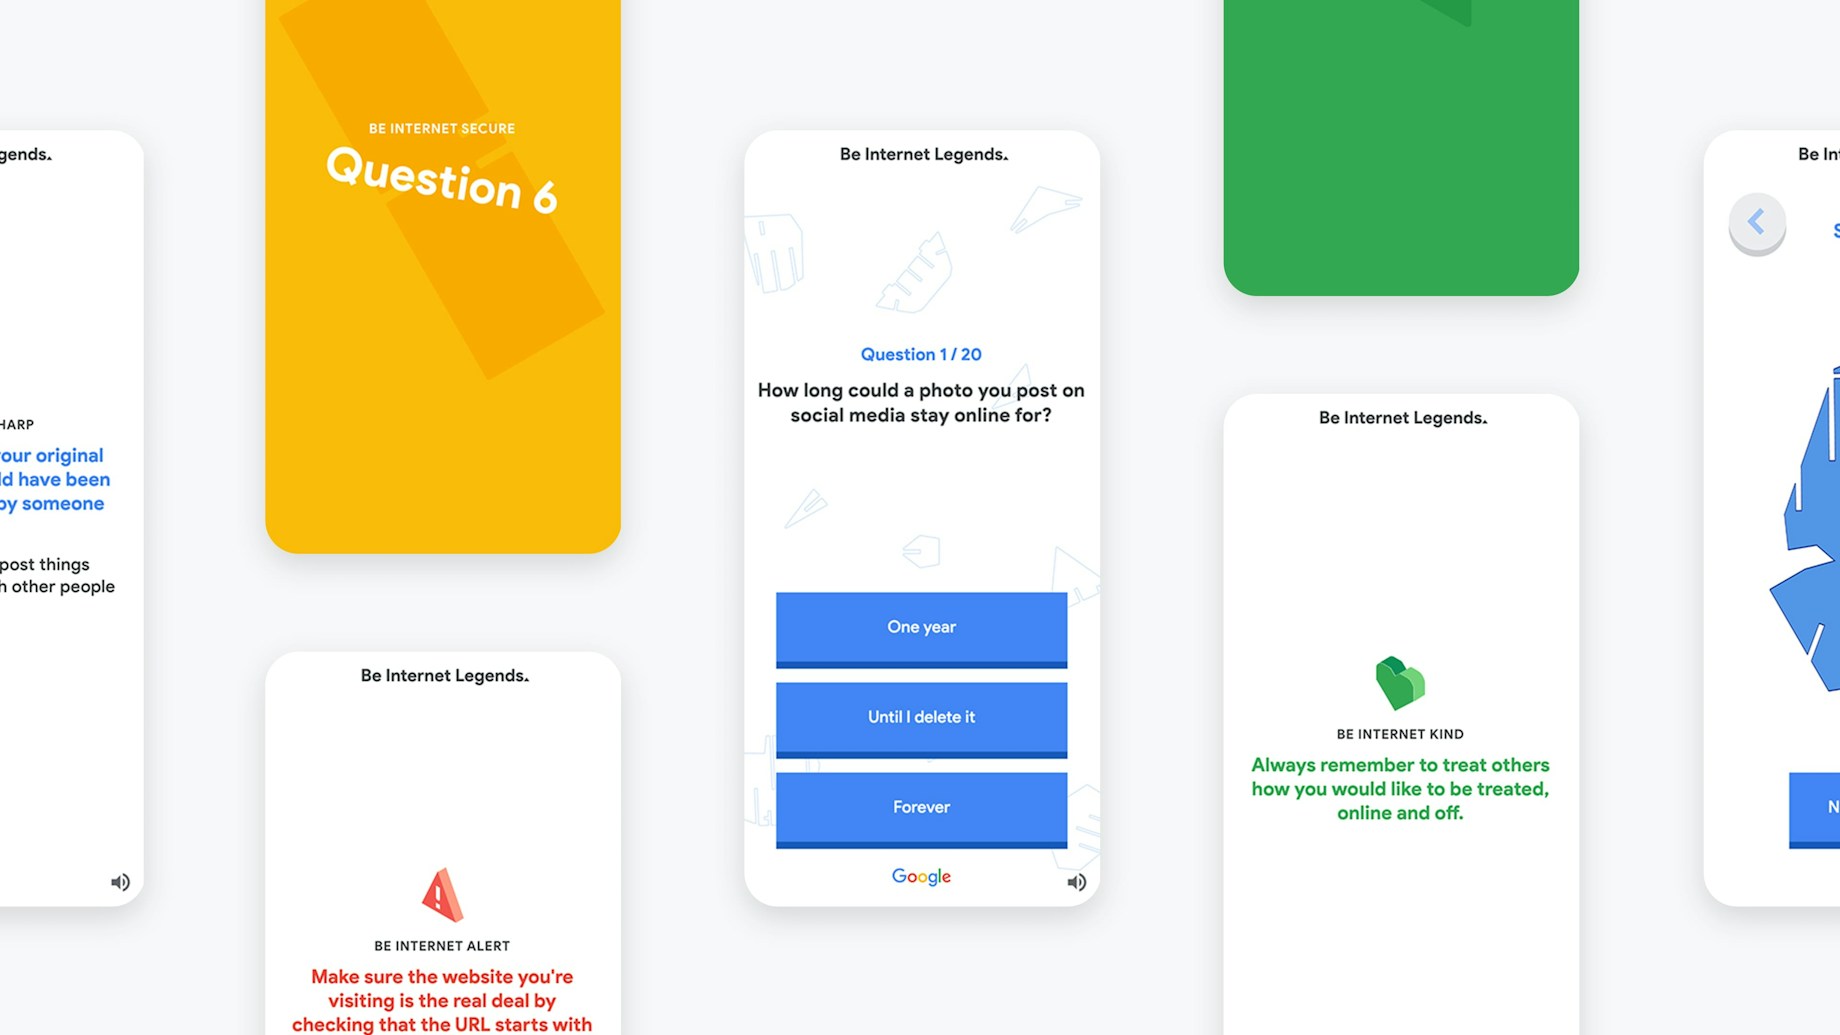 gends.
HARP
our original
ld have been
by someone
post things
h other people
BE INTERNET SECURE
Question 6
Be Internet Legends.
BE INTERNET ALERT
Make sure the website you're
visiting is the real deal by
checking that the URL starts with
Be Internet Legends.
Question 1 / 20
How long could a photo you post on
social media stay online for?
One year
Until I delete it
Forever
Google
Be Internet Legends.
BE INTERNET KIND
Always remember to treat others
how you would like to be treated,
online and off.
Be In
S
N